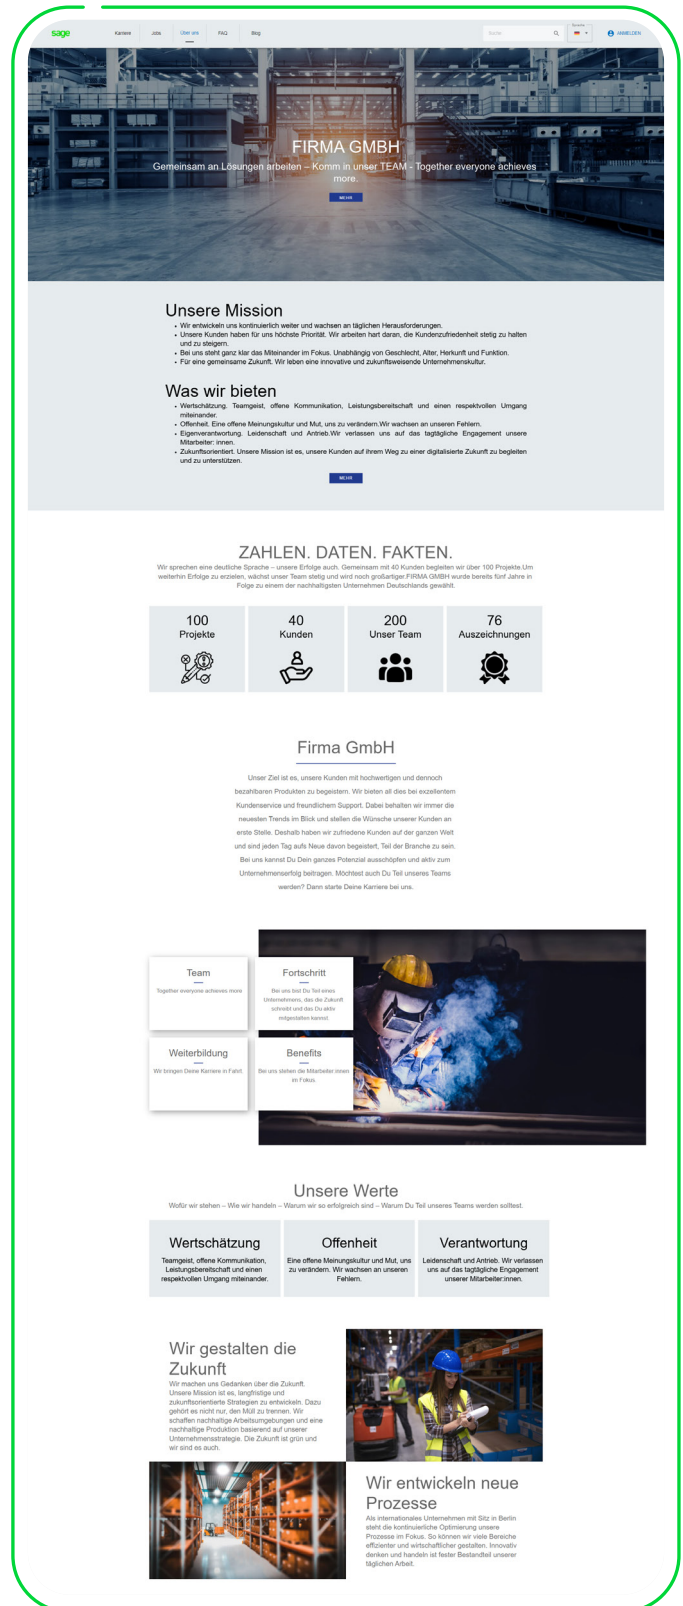 sage
Karriere
Jobs
Über uns
FAQ
Blog
Suche
Sprache
ANMELDEN
FIRMA GMBH
Gemeinsam an Lösungen arbeiten – Komm in unser TEAM - Together everyone achieves
more.
MEHR
Unsere Mission
• Wir entwickeln uns kontinuierlich weiter und wachsen an täglichen Herausforderungen.
• Unsere Kunden haben für uns höchste Priorität. Wir arbeiten hart daran, die Kundenzufriedenheit stetig zu halten
und zu steigern.
• Bei uns steht ganz klar das Miteinander im Fokus. Unabhängig von Geschlecht, Alter, Herkunft und Funktion.
• Für eine gemeinsame Zukunft. Wir leben eine innovative und zukunftsweisende Unternehmenskultur.
Was wir bieten
• Wertschätzung. Teamgeist, offene Kommunikation, Leistungsbereitschaft und einen respektvollen Umgang
miteinander.
• Offenheit. Eine offene Meinungskultur und Mut, uns zu verändern.Wir wachsen an unseren Fehlern.
• Eigenverantwortung. Leidenschaft und Antrieb.Wir verlassen uns auf das tagtägliche Engagement unsere
Mitarbeiter: innen.
• Zukunftsorientiert. Unsere Mission ist es, unsere Kunden auf ihrem Weg zu einer digitalisierte Zukunft zu begleiten
und zu unterstützen.
MEHR
ZAHLEN. DATEN. FAKTEN.
Wir sprechen eine deutliche Sprache – unsere Erfolge auch. Gemeinsam mit 40 Kunden begleiten wir über 100 Projekte.Um
weiterhin Erfolge zu erzielen, wächst unser Team stetig und wird noch großartiger.FIRMA GMBH wurde bereits fünf Jahre in
Folge zu einem der nachhaltigsten Unternehmen Deutschlands gewählt.
100
Projekte
40
Kunden
200
Unser Team
76
Auszeichnungen
Firma GmbH
Unser Ziel ist es, unsere Kunden mit hochwertigen und dennoch
bezahlbaren Produkten zu begeistern. Wir bieten all dies bei exzellentem
Kundenservice und freundlichem Support. Dabei behalten wir immer die
neuesten Trends im Blick und stellen die Wünsche unserer Kunden an
erste Stelle. Deshalb haben wir zufriedene Kunden auf der ganzen Welt
und sind jeden Tag aufs Neue davon begeistert, Teil der Branche zu sein.
Bei uns kannst Du Dein ganzes Potenzial ausschöpfen und aktiv zum
Unternehmenserfolg beitragen. Möchtest auch Du Teil unseres Teams
werden? Dann starte Deine Karriere bei uns.
Team
Together everyone achieves more
Fortschritt
Bei uns bist Du Teil eines
Unternehmens, das die Zukunft
schreibt und das Du aktiv
mitgestalten kannst.
Weiterbildung
Wir bringen Deine Karriere in Fahrt
Benefits
Bei uns stehen die Mitarbeiter:innen
im Fokus.
Unsere Werte
Wofür wir stehen – Wie wir handeln – Warum wir so erfolgreich sind – Warum Du Teil unseres Teams werden solltest.
Wertschätzung
Teamgeist, offene Kommunikation,
Leistungsbereitschaft und einen
respektvollen Umgang miteinander.
Offenheit
Eine offene Meinungskultur und Mut, uns
zu verändern. Wir wachsen an unseren
Fehlern.
Verantwortung
Leidenschaft und Antrieb. Wir verlassen
uns auf das tagtägliche Engagement
unserer Mitarbeiter:innen.
Wir gestalten die
Zukunft
Wir machen uns Gedanken über die Zukunft.
Unsere Mission ist es, langfristige und
zukunftsorientierte Strategien zu entwickeln. Dazu
gehört es nicht nur, den Müll zu trennen. Wir
schaffen nachhaltige Arbeitsumgebungen und eine
nachhaltige Produktion basierend auf unserer
Unternehmensstrategie. Die Zukunft ist grün und
wir sind es auch.
Wir entwickeln neue
Prozesse
Als internationales Unternehmen mit Sitz in Berlin
steht die kontinuierliche Optimierung unsere
Prozesse im Fokus. So können wir viele Bereiche
effizienter und wirtschaftlicher gestalten. Innovativ
denken und handeln ist fester Bestandteil unserer
täglichen Arbeit.